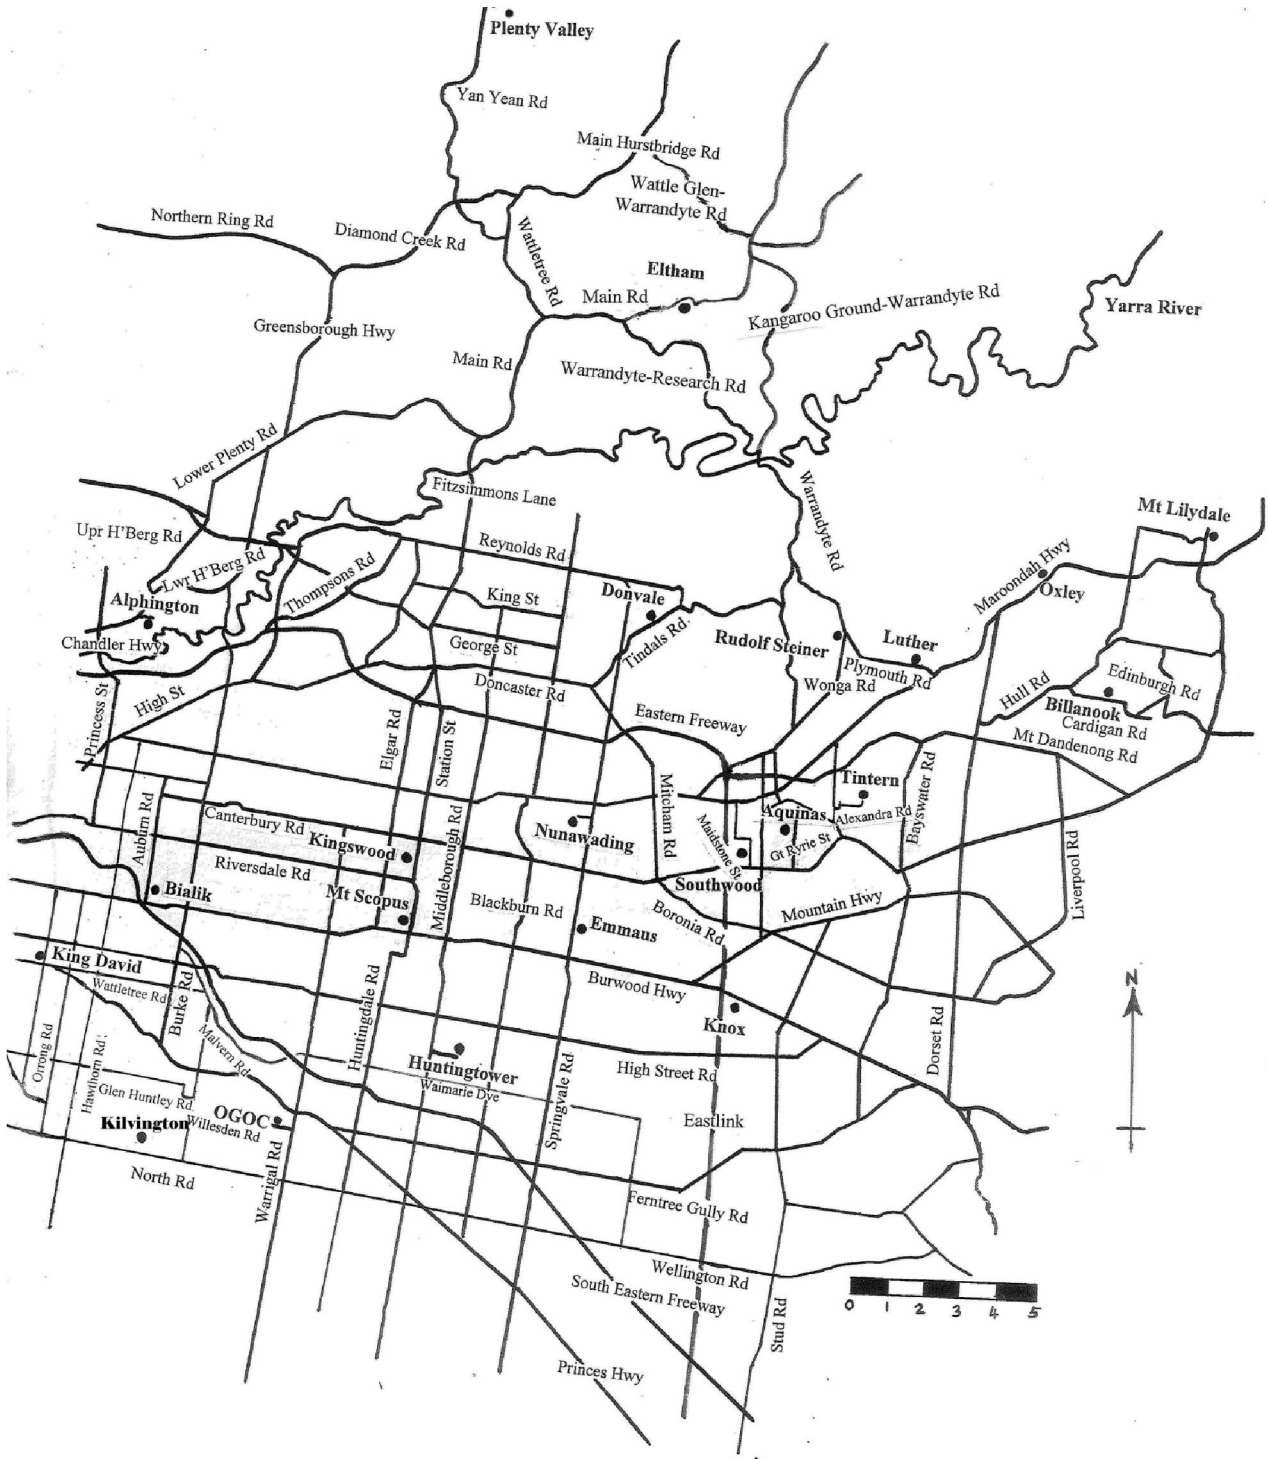 Plenty Valley
Yan Yean Rd
Main Hurstbridge Rd
Wattle Glen-
Warrandyte Rd
Northern Ring Rd
Diamond Creek Rd
Wattletree Rd
Eltham
Main Rd
Kangaroo Ground-Warrandyte Rd
Yarra River
Greensborough Hwy
Main Rd
Warrandyte-Research Rd
Lower Plenty Rd
Fitzsimmons Lane
Warrandyte Rd
Mt Lilydale
Upr H'Berg Rd
Reynolds Rd
Lwr H'Berg Rd
Thompsons Rd
Maroondah Hwy
Oxley
King St
Donvale
Alphington
Chandler Hwy
George St
Tindals Rd.
Rudolf Steiner
Luther
Plymouth Rd
Wonga Rd
Hull Rd
Edinburgh Rd
Billanook
Cardigan Rd
Mt Dandenong Rd
High St
Princess St
Doncaster Rd
Eastern Freeway
Elgar Rd
Station St
Mitcham Rd
Tintern
Bayswater Rd
Auburn Rd
Canterbury Rd
Kingswood
Middleborough Rd
Nunawading
Maidstone St
Aquinas
Alexandra Rd
Gt Ryrie St
Riversdale Rd
Liverpool Rd
Bialik
Mt Scopus
Southwood
Blackburn Rd
Boronia Rd
Mountain Hwy
Emmaus
King David
Wattletree Rd
Burke Rd
Burwood Hwy
N
Knox
Orrong Rd
Hawthorn Rd
Malvern Rd
Huntingdale Rd
Huntingtower
Waimarie Dve
High Street Rd
Dorset Rd
Glen Huntley Rd
Kilvington
Willesden Rd
OGOC
Springvale Rd
Eastlink
North Rd
Warrigal Rd
Ferntree Gully Rd
Wellington Rd
South Eastern Freeway
Stud Rd
0 1 2 3 4 5
Princes Hwy